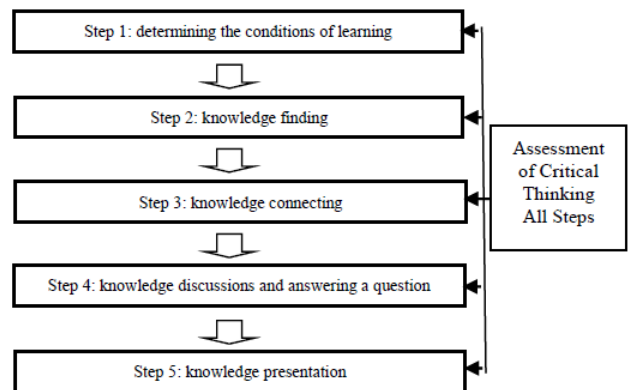 Step 1: determining the conditions of learning
Step 2: knowledge finding
Step 3: knowledge connecting
Step 4: knowledge discussions and answering a question
Step 5: knowledge presentation
Assessment
of Critical
Thinking
All Steps